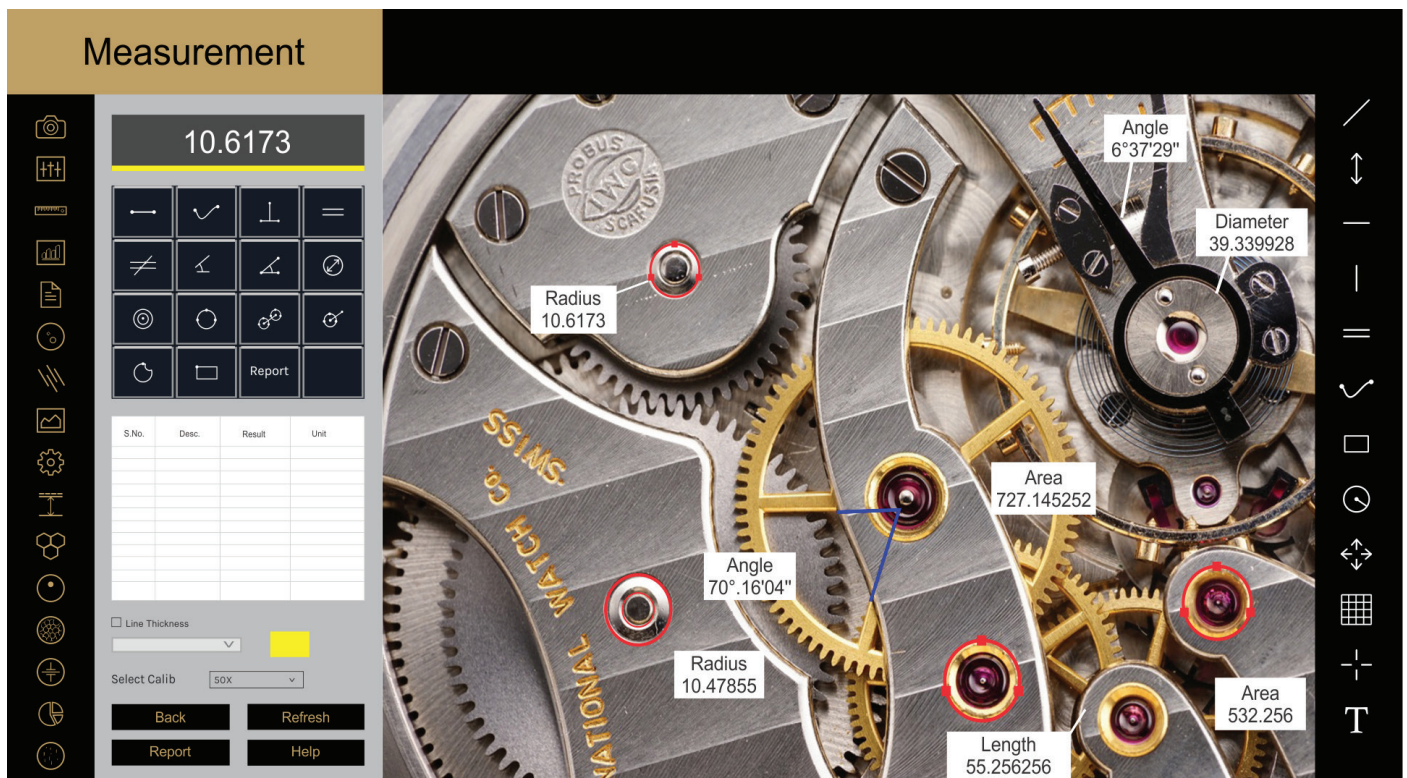 Measurement
10.6173
Report
S.No. Desc. Result Unit
Line Thickness
Select Calib 50X
Back Refresh
Report Help
PROBUS
IWC
SCAFUSIA
Angle
6°37'29"
Diameter
39.339928
Radius
10.6173
Area
727.145252
SWISS
Co.
WATCH
NATIONAL
Angle
70°.16'04"
Radius
10.47855
Area
532.256
Length
55.256256
T